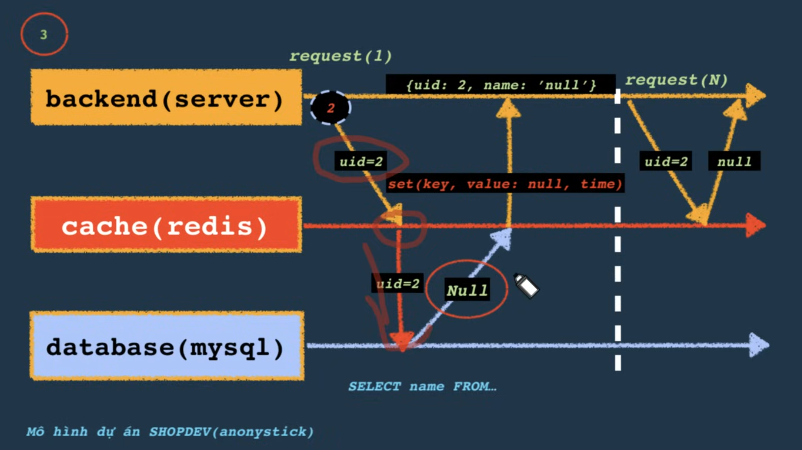 3
request(1)
backend(server)
{uid: 2, name: ’null’}
request(N)
2
uid=2
uid=2
null
set(key, value: null, time)
cache(redis)
uid=2
Null
database(mysql)
SELECT name FROM…
Mô hình dự án SHOPDEV(anonystick)